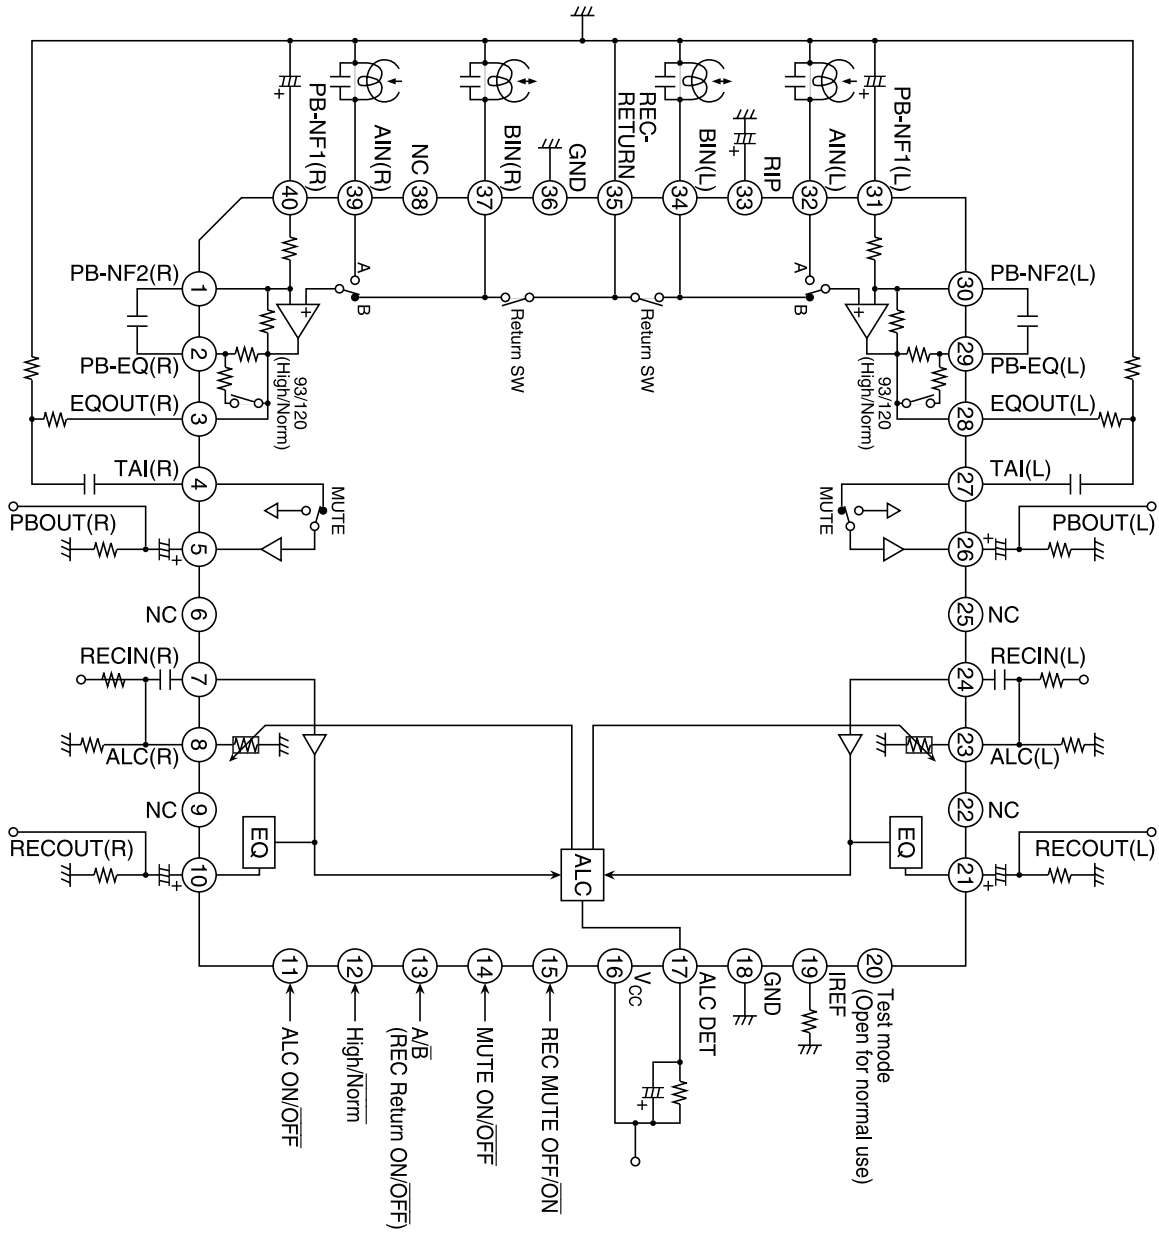 PB-NF1(R)
AIN(R)
NC
BIN(R)
GND
REC-
RETURN
BIN(L)
RIP
AIN(L)
PB-NF1(L)
+
+
+
40
39
38
37
36
35
34
33
32
31
PB-NF2(R)
1
A
B
+
Return SW
Return SW
A
B
+
30
PB-NF2(L)
PB-EQ(R)
2
93/120
(High/Norm)
93/120
(High/Norm)
29
PB-EQ(L)
EQOUT(R)
3
28
EQOUT(L)
TAI(R)
4
MUTE
MUTE
27
TAI(L)
PBOUT(R)
5
+
26
+
PBOUT(L)
NC
6
25
NC
RECIN(R)
7
24
RECIN(L)
ALC(R)
8
23
ALC(L)
NC
9
22
NC
RECOUT(R)
10
+
EQ
ALC
EQ
21
+
RECOUT(L)
11
12
13
14
15
16
17
18
19
20
ALC ON/OFF
High/Norm
A/B
(REC Return ON/OFF)
MUTE ON/OFF
REC MUTE OFF/ON
VCC
ALC DET
+
GND
IREF
Test mode
(Open for normal use)